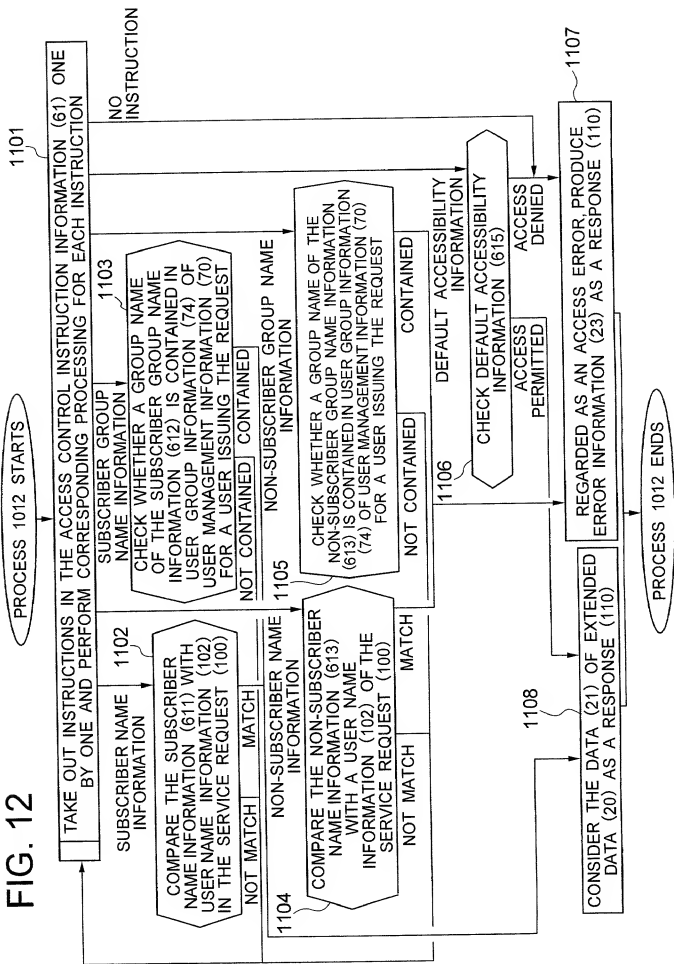 FIG. 12
PROCESS 1012 STARTS
1101
TAKE OUT INSTRUCTIONS IN THE ACCESS CONTROL INSTRUCTION INFORMATION (61) ONE
BY ONE AND PERFORM CORRESPONDING PROCESSING FOR EACH INSTRUCTION
SUBSCRIBER NAME
INFORMATION
SUBSCRIBER GROUP
NAME INFORMATION
NO
INSTRUCTION
1102
COMPARE THE SUBSCRIBER
NAME INFORMATION (611) WITH
USER NAME INFORMATION (102)
IN THE SERVICE REQUEST (100)
NOT MATCH
MATCH
1103
CHECK WHETHER A GROUP NAME
OF THE SUBSCRIBER GROUP NAME
INFORMATION (612) IS CONTAINED IN
USER GROUP INFORMATION (74) OF
USER MANAGEMENT INFORMATION (70)
FOR A USER ISSUING THE REQUEST
NOT CONTAINED
CONTAINED
NON-SUBSCRIBER NAME
INFORMATION
NON-SUBSCRIBER GROUP NAME
INFORMATION
1104
COMPARE THE NON-SUBSCRIBER
NAME INFORMATION (613)
WITH A USER NAME
INFORMATION (102) OF THE
SERVICE REQUEST (100)
NOT MATCH
MATCH
1105
CHECK WHETHER A GROUP NAME OF THE
NON-SUBSCRIBER GROUP NAME INFORMATION
(613) IS CONTAINED IN USER GROUP INFORMATION
(74) OF USER MANAGEMENT INFORMATION (70)
FOR A USER ISSUING THE REQUEST
NOT CONTAINED
CONTAINED
DEFAULT ACCESSIBILITY
INFORMATION
1106
CHECK DEFAULT ACCESSIBILITY
INFORMATION (615)
ACCESS
PERMITTED
ACCESS
DENIED
1108
CONSIDER THE DATA (21) OF EXTENDED
DATA (20) AS A RESPONSE (110)
1107
REGARDED AS AN ACCESS ERROR, PRODUCE
ERROR INFORMATION (23) AS A RESPONSE (110)
PROCESS 1012 ENDS